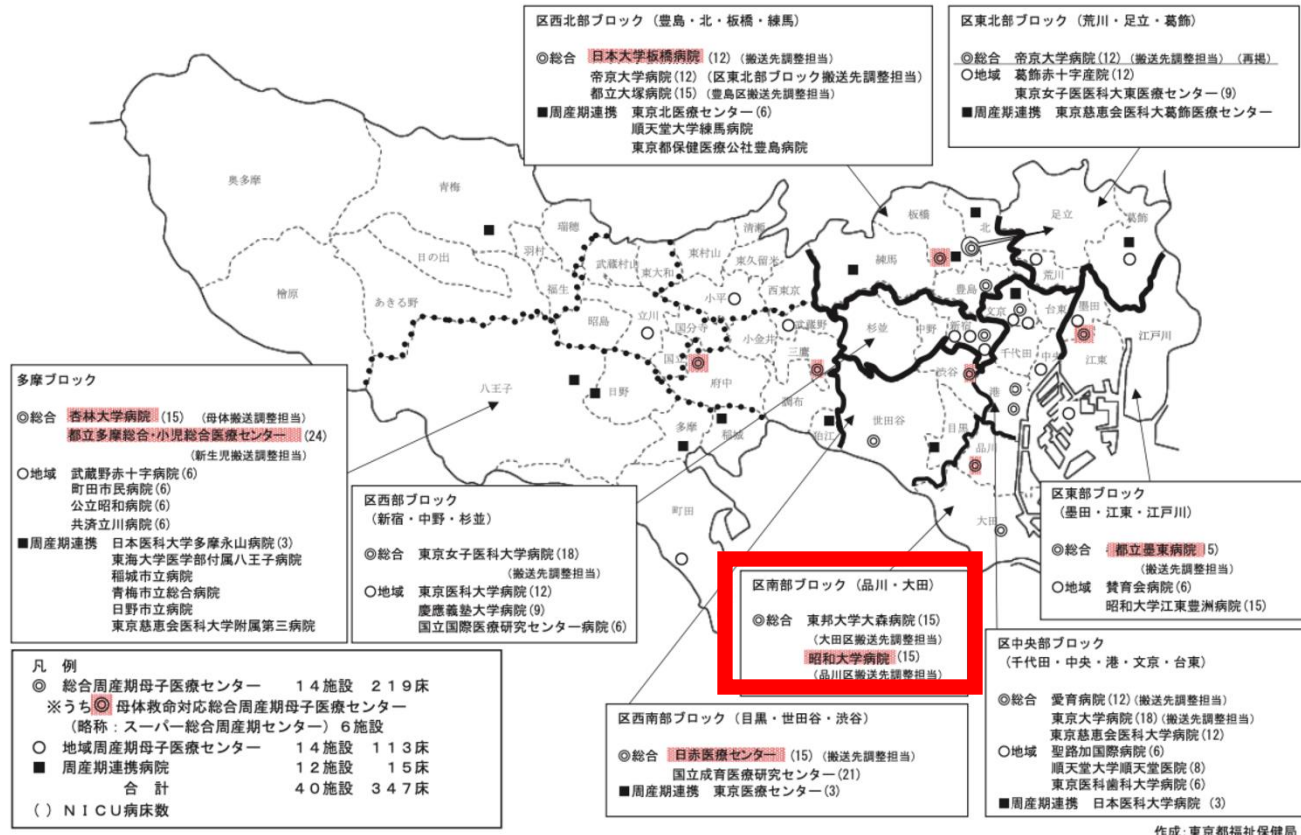 区西北部ブロック（豊島・北・板橋・練馬）
◎総合　日本大学板橋病院（12）（搬送先調整担当）
帝京大学病院（12）（区東北部ブロック搬送先調整担当）
都立大塚病院（15）（豊島区搬送先調整担当）
■周産期連携　東京北医療センター(6)
順天堂大学練馬病院
東京都保健医療公社豊島病院
区東北部ブロック（荒川・足立・葛飾）
◎総合　帝京大学病院（12）（搬送先調整担当）（再掲）
〇地域　葛飾赤十字産院（12）
東京女子医医科大東医療センター(9)
■周産期連携　東京慈恵会医科大葛飾医療センター
奥多摩
青梅
瑞穂
羽村
日の出
福生
檜原
あきる野
武蔵村山
東大和
東村山
清瀬
東久留米
小平
西東京
昭島
立川
国分寺
国立
小金井
武蔵野
三鷹
府中
調布
狛江
八王子
日野
多摩
稲城
町田
板橋
北
足立
葛飾
練馬
豊島
荒川
文京
台東
墨田
杉並
中野
新宿
千代田
中央
江東
江戸川
渋谷
港
世田谷
目黒
品川
大田
多摩ブロック
◎総合　杏林大学病院（15）（母体搬送調整担当）
都立多摩総合・小児総合医療センター（24）
（新生児搬送調整担当）
〇地域　武蔵野赤十字病院(6)
町田市民病院(6)
公立昭和病院(6)
共済立川病院(6)
■周産期連携　日本医科大学多摩永山病院(3)
東海大学医学部付属八王子病院
稲城市立病院
青梅市立総合病院
日野市立病院
東京慈恵会医科大学附属第三病院
区西部ブロック
（新宿・中野・杉並）
◎総合　東京女子医科大学病院（18）
（搬送先調整担当）
〇地域　東京医科大学病院（12）
慶應義塾大学病院(9)
国立国際医療研究センター病院(6)
区南部ブロック（品川・大田）
◎総合　東邦大学大森病院（15）
（大田区搬送先調整担当）
昭和大学病院（15）
（品川区搬送先調整担当）
区東部ブロック
（墨田・江東・江戸川）
◎総合　都立墨東病院 5）
（搬送先調整担当）
〇地域　賛育会病院(6)
昭和大学江東豊洲病院（15）
区西南部ブロック（目黒・世田谷・渋谷）
◎総合　日赤医療センター（15）（搬送先調整担当）
国立成育医療研究センター（21）
■周産期連携　東京医療センター(3)
区中央部ブロック
（千代田・中央・港・文京・台東）
◎総合　愛育病院（12）（搬送先調整担当）
東京大学病院（18）（搬送先調整担当）
東京慈恵会医科大学病院（12）
〇地域　聖路加国際病院(6)
順天堂大学順天堂医院(8)
東京医科歯科大学病院(6)
■周産期連携　日本医科大学病院（3）
凡　例
◎　総合周産期母子医療センター　１４施設　２１９床
※うち◎母体救命対応総合周産期母子医療センター
（略称：スーパー総合周産期センター）６施設
〇　地域周産期母子医療センター　１４施設　１１３床
■　周産期連携病院　１２施設　１５床
合　計　４０施設　３４７床
（）ＮＩＣＵ病床数
作成：東京都福祉保健局